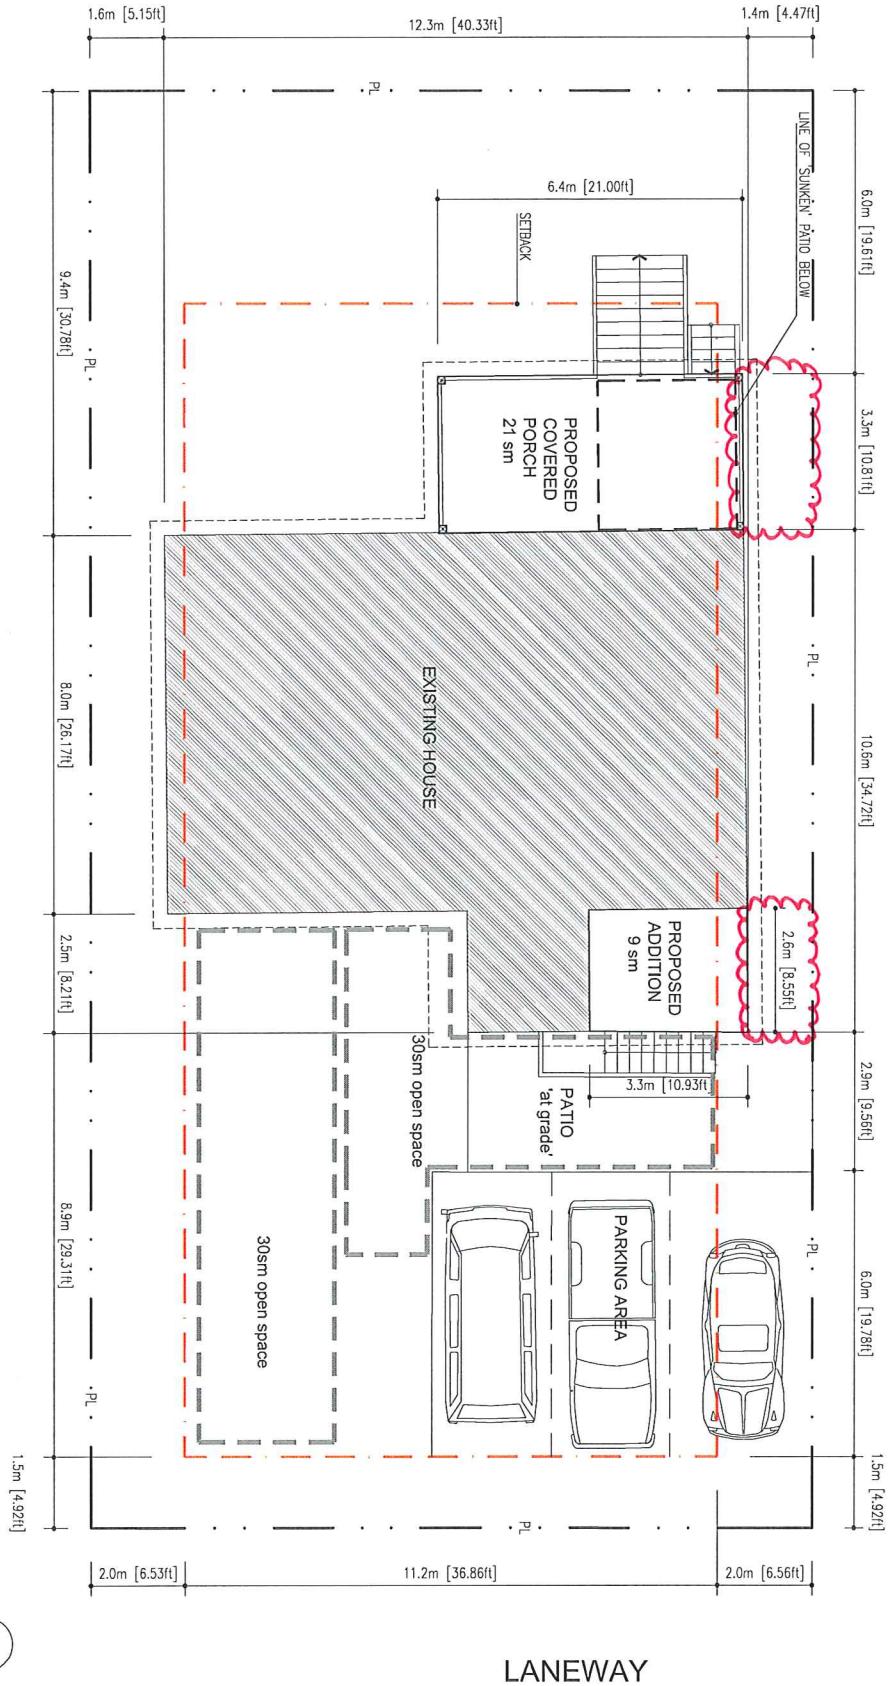 1.6m [5.15ft]
12.3m [40.33ft]
1.4m [4.47ft]
PL
LINE OF 'SUNKEN' PATIO BELOW
6.0m [19.61ft]
6.4m [21.00ft]
SETBACK
9.4m [30.78ft]
PL
PROPOSED
COVERED
PORCH
21 sm
3.3m [10.81ft]
PL
EXISTING HOUSE
8.0m [26.17ft]
10.6m [34.72ft]
PROPOSED
ADDITION
9 sm
2.6m [8.55ft]
2.5m [8.21ft]
30sm open space
3.3m [10.93ft
PATIO
'at grade'
2.9m [9.56ft]
PARKING AREA
PL
8.9m [29.31ft]
30sm open space
6.0m [19.78ft]
PL
1.5m [4.92ft]
1.5m [4.92ft]
PL
2.0m [6.53ft]
11.2m [36.86ft]
2.0m [6.56ft]
LANEWAY